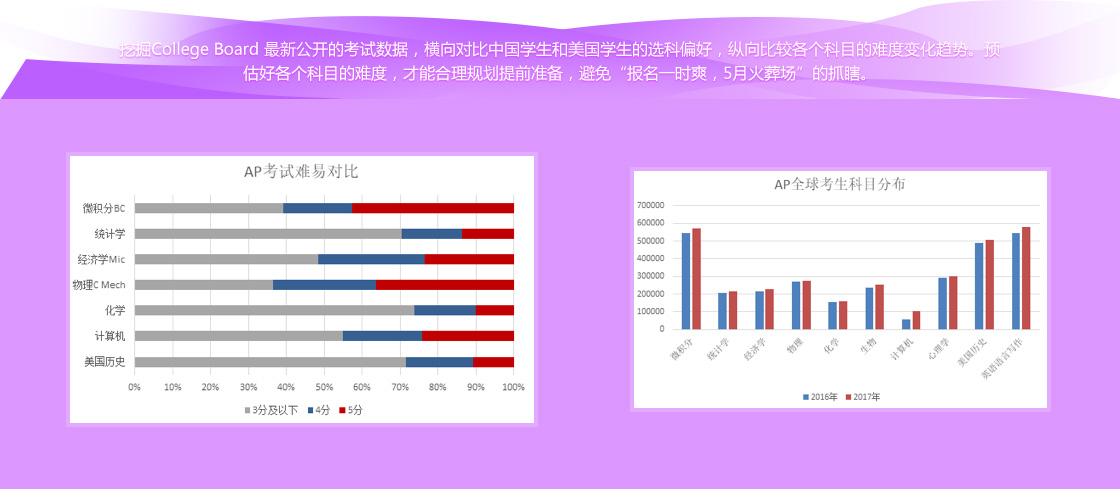 挖掘College Board 最新公开的考试数据，横向对比中国学生和美国学生的选科偏好，纵向比较各个科目的难度变化趋势。预
估好各个科目的难度，才能合理规划提前准备，避免“报名一时爽，5月火葬场”的抓瞎。
AP考试难易对比
微积分BC
统计学
经济学Mic
物理C Mech
化学
计算机
美国历史
0% 10% 20% 30% 40% 50% 60% 70% 80% 90% 100%
3分及以下 4分 5分
AP全球考生科目分布
700000
600000
500000
400000
300000
200000
100000
0
微积分 统计学 经济学 物理 化学 生物 计算机 心理学 美国历史 英语语言写作
2016年 2017年